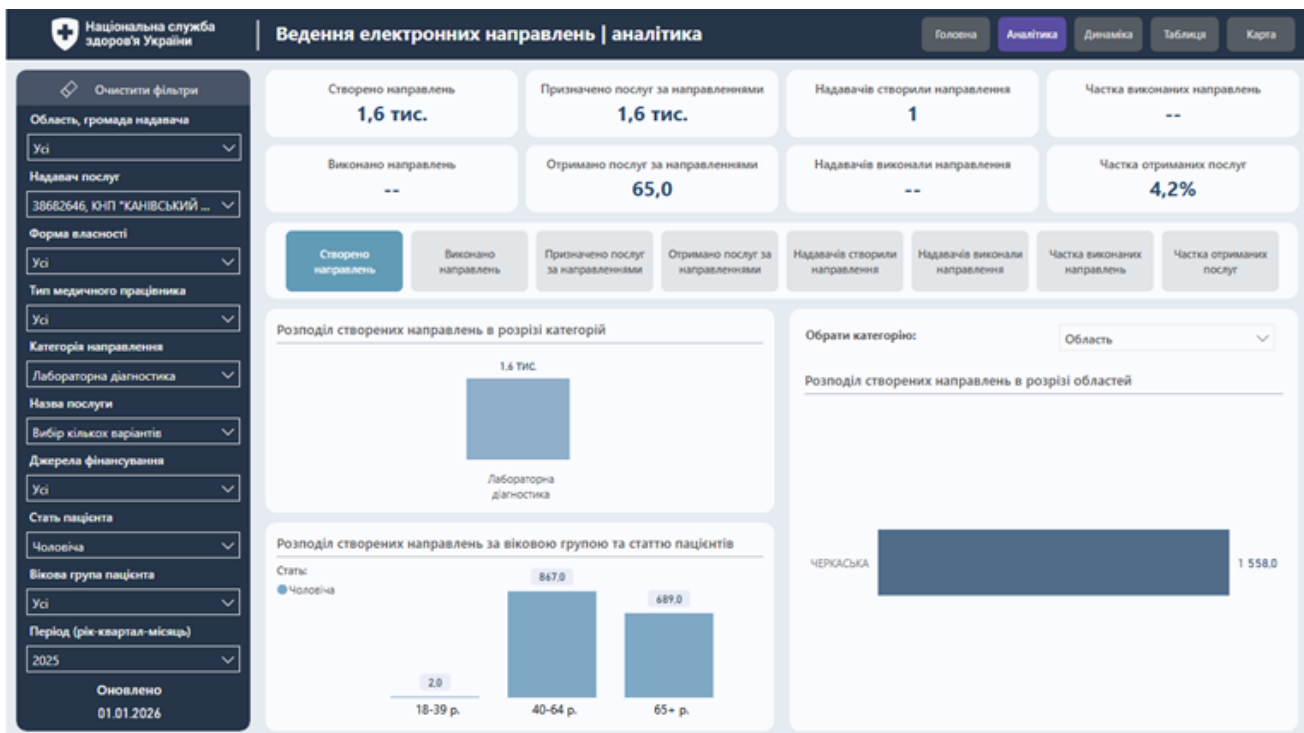 Національна служба
здоров'я України
Ведення електронних направлень | аналітика
Головна
Аналітика
Динаміка
Таблиця
Карта
Очистити фільтри
Область, громада надавача
Усі
Надавач послуг
38682646, КНП "КАНІВСЬКИЙ ...
Форма власності
Усі
Тип медичного працівника
Усі
Категорія направлення
Лабораторна діагностика
Назва послуги
Вибір кількох варіантів
Джерела фінансування
Усі
Стать пацієнта
Чоловіча
Вікова група пацієнта
Усі
Період (рік-квартал-місяць)
2025
Оновлено
01.01.2026
Створено направлень
1,6 тис.
Призначено послуг за направленнями
1,6 тис.
Надавачів створили направлення
1
Частка виконаних направлень
--
Виконано направлень
--
Отримано послуг за направленнями
65,0
Надавачів виконали направлення
--
Частка отриманих послуг
4,2%
Створено
направлень
Виконано
направлень
Призначено послуг
за направленнями
Отримано послуг за
направленнями
Надавачів створили
направлення
Надавачів виконали
направлення
Частка виконаних
направлень
Частка отриманих
послуг
Розподіл створених направлень в розрізі категорій
1,6 тис.
Лабораторна
діагностика
Розподіл створених направлень за віковою групою та статтю пацієнтів
Стать:
Чоловіча
2,0
867,0
689,0
18-39 р.
40-64 р.
65+ р.
Обрати категорію:
Область
Розподіл створених направлень в розрізі областей
ЧЕРКАСЬКА
1 558,0